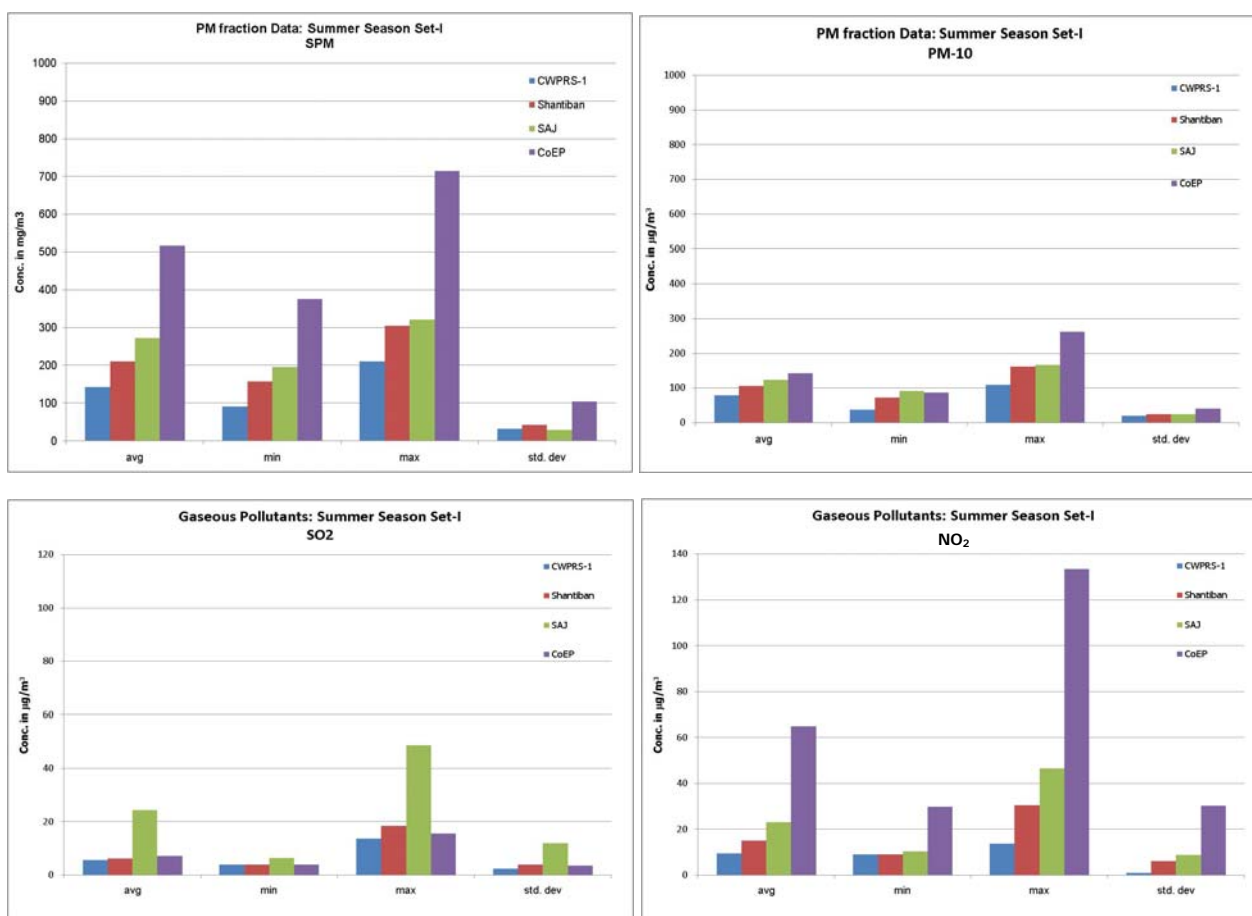 PM fraction Data: Summer Season Set-I
SPM
Conc. in mg/m3
1000
900
800
700
600
500
400
300
200
100
0
CWPRS-1
Shantiban
SAJ
CoEP
avg min max std. dev
PM fraction Data: Summer Season Set-I
PM-10
Conc. in µg/m³
1000
900
800
700
600
500
400
300
200
100
0
CWPRS-1
Shantiban
SAJ
CoEP
avg min max std. dev
Gaseous Pollutants: Summer Season Set-I
SO2
Conc. in µg/m³
120
100
80
60
40
20
0
CWPRS-1
Shantiban
SAJ
CoEP
avg min max std. dev
Gaseous Pollutants: Summer Season Set-I
NO₂
Conc. in µg/m³
140
120
100
80
60
40
20
0
CWPRS-1
Shantiban
SAJ
CoEP
avg min max std. dev